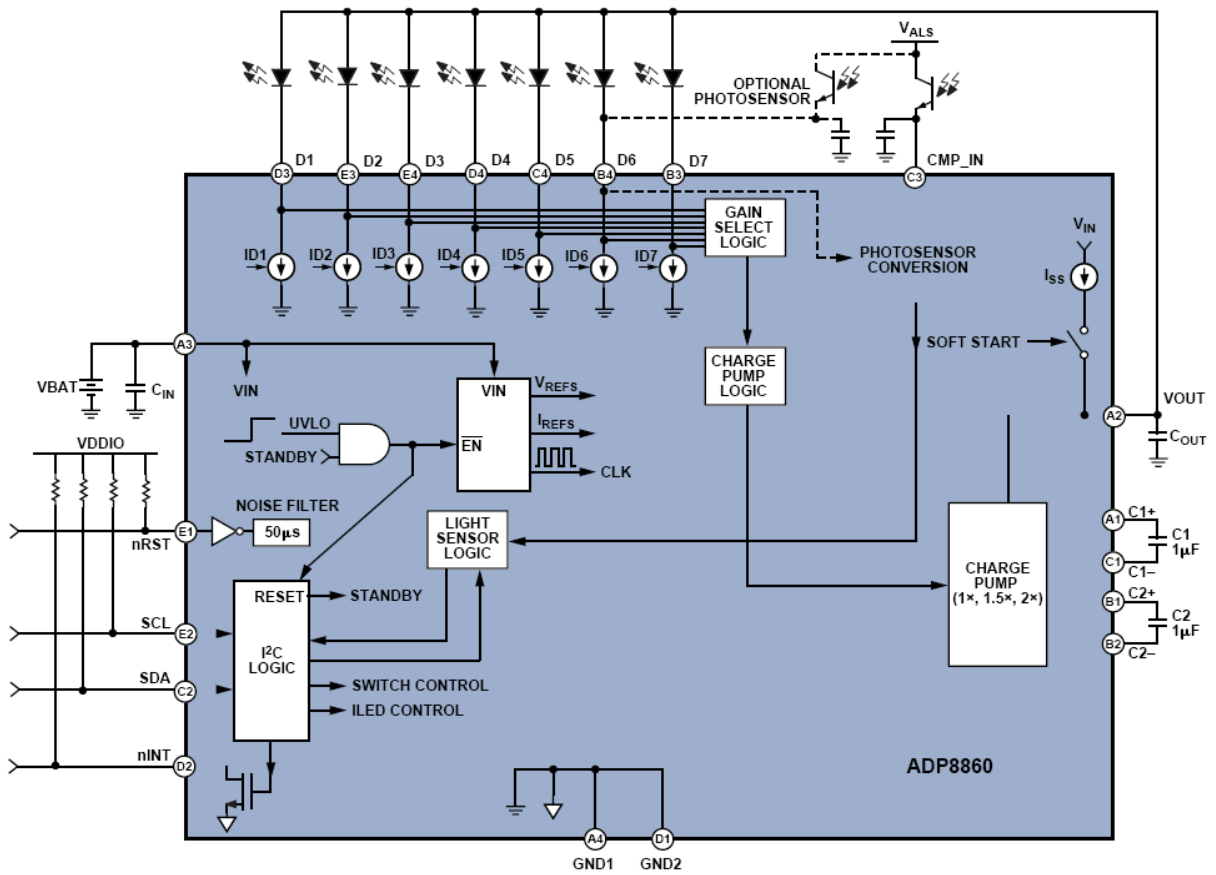 VALS
OPTIONAL
PHOTOSENSOR
D1
D2
D3
D4
D5
D6
D7
CMP_IN
D3
E3
E4
D4
C4
B4
B3
C3
GAIN
SELECT
LOGIC
VIN
ID1
ID2
ID3
ID4
ID5
ID6
ID7
PHOTOSENSOR
CONVERSION
ISS
A3
SOFT START
VBAT
CIN
VIN
VIN
VREFS
CHARGE
PUMP
LOGIC
VOUT
A2
UVLO
IREFS
COUT
VDDIO
STANDBY
EN
CLK
NOISE FILTER
50µs
LIGHT
SENSOR
LOGIC
E1
nRST
A1
C1+
C1
1µF
C1
C1–
CHARGE
PUMP
(1×, 1.5×, 2×)
RESET
STANDBY
B1
C2+
C2
1µF
B2
C2–
SCL
E2
I2C
LOGIC
SDA
C2
SWITCH CONTROL
ILED CONTROL
nINT
D2
ADP8860
A4
D1
GND1
GND2